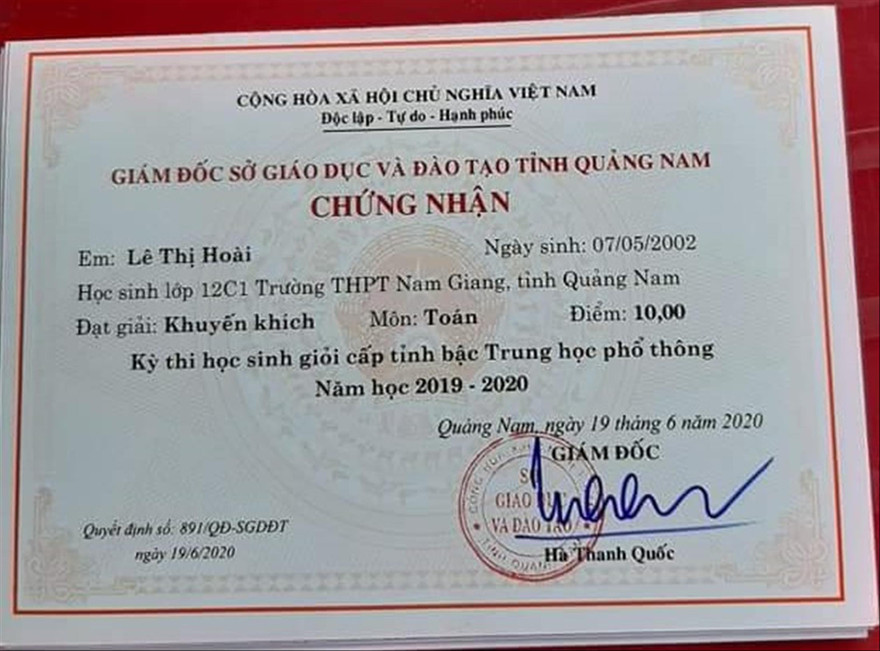 CỘNG HÒA XÃ HỘI CHỦ NGHĨA VIỆT NAM
Độc lập - Tự do - Hạnh phúc
GIÁM ĐỐC SỞ GIÁO DỤC VÀ ĐÀO TẠO TỈNH QUẢNG NAM
CHỨNG NHẬN
Em: Lê Thị Hoài Ngày sinh: 07/05/2002
Học sinh lớp 12C1 Trường THPT Nam Giang, tỉnh Quảng Nam
Đạt giải: Khuyến khích Môn: Toán Điểm: 10,00
Kỳ thi học sinh giỏi cấp tỉnh bậc Trung học phổ thông
Năm học 2019 - 2020
Quảng Nam, ngày 19 tháng 6 năm 2020
GIÁM ĐỐC
GIÁO
VÀ ĐÀO TẠO
Quyết định số: 891/QĐ-SGDĐT
ngày 19/6/2020
Hà Thanh Quốc